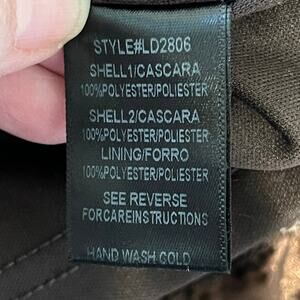 STYLE#LD2806
SHELL1/CASCARA
100%POLYESTER/POLIESTER
SHELL2/CASCARA
100%POLYESTER/POLIESTER
LINING/FORRO
100%POLYESTER/POLIESTER
SEE REVERSE
FORCAREINSTRUCTIONS
HAND WASH COLD